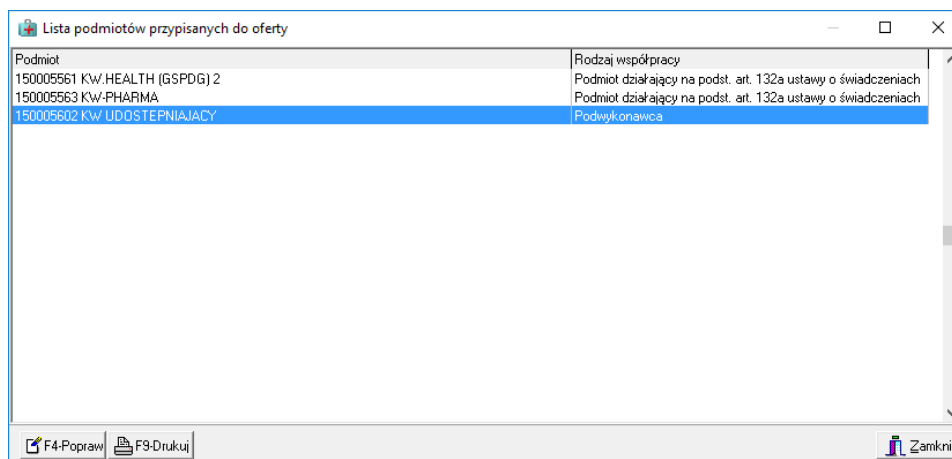 Lista podmiotów przypisanych do oferty
Podmiot Rodzaj współpracy
150005561 KW.HEALTH (GSPDG) 2 Podmiot działający na podst. art. 132a ustawy o świadczeniach
150005563 KW-PHARMA Podmiot działający na podst. art. 132a ustawy o świadczeniach
150005602 KW UDOSTEPNIAJACY Podwykonawca
F4-Popraw F9-Drukuj Zamkni